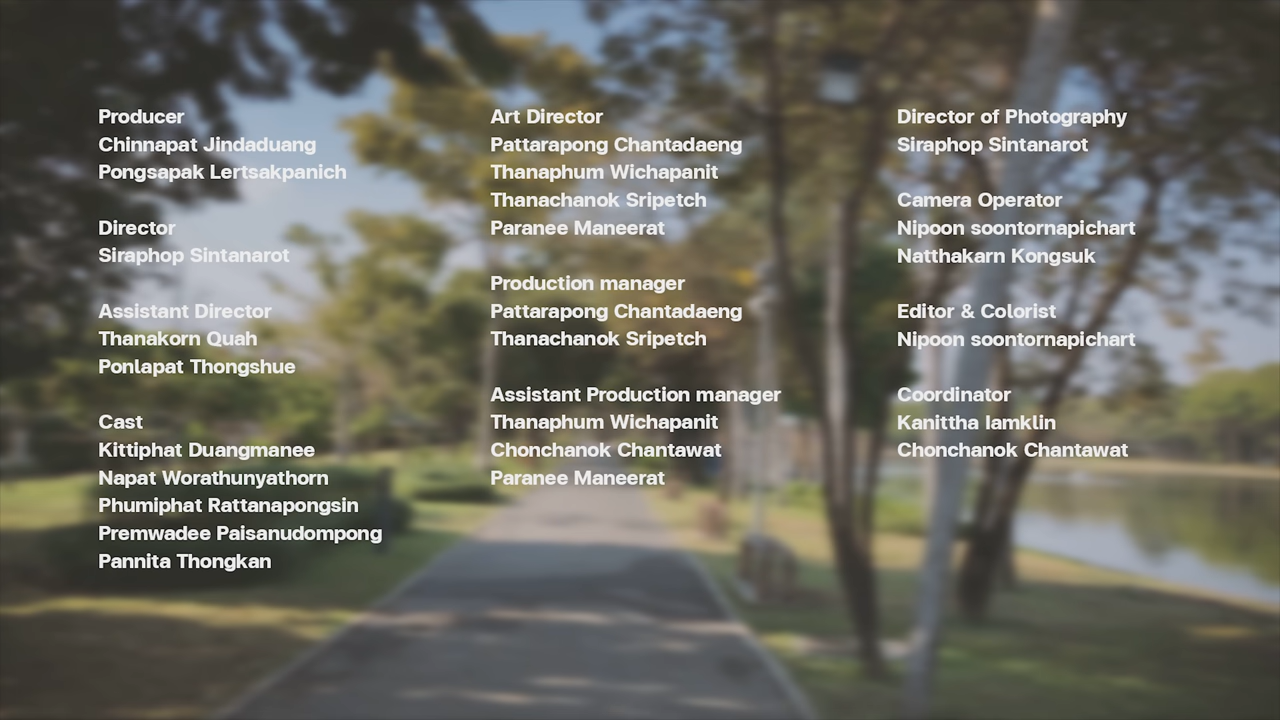 Producer
Chinnapat Jindaduang
Pongsapak Lertsakpanich
Director
Siraphop Sintanarot
Assistant Director
Thanakorn Quah
Ponlapat Thongshue
Cast
Kittiphat Duangmanee
Napat Worathunyathorn
Phumiphat Rattanapongsin
Premwadee Paisanudompong
Pannita Thongkan
Art Director
Pattarapong Chantadaeng
Thanaphum Wichapanit
Thanachanok Sripetch
Paranee Maneerat
Production manager
Pattarapong Chantadaeng
Thanachanok Sripetch
Assistant Production manager
Thanaphum Wichapanit
Chonchanok Chantawat
Paranee Maneerat
Director of Photography
Siraphop Sintanarot
Camera Operator
Nipoon soontornapichart
Natthakarn Kongsuk
Editor & Colorist
Nipoon soontornapichart
Coordinator
Kanittha Iamklin
Chonchanok Chantawat